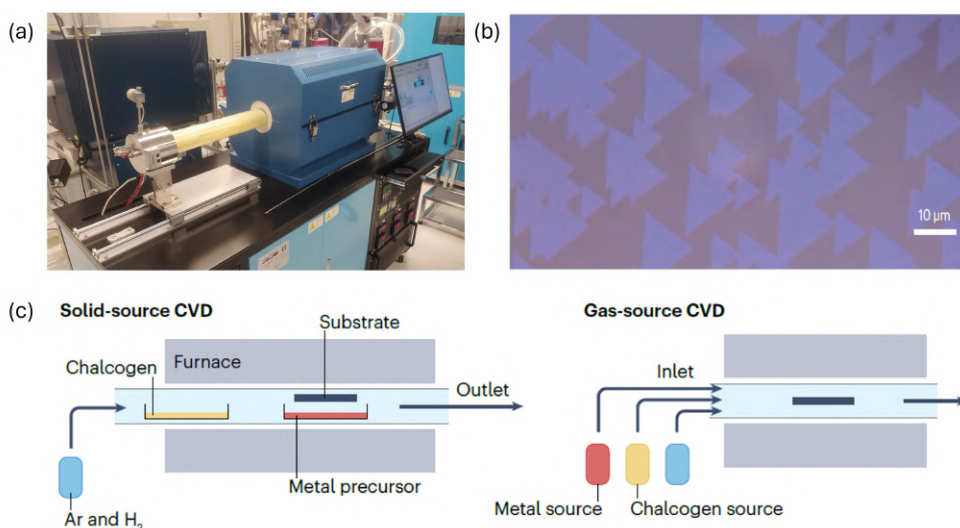 (a)
(b)
10 µm
(c)
Solid-source CVD
Substrate
Chalcogen
Furnace
Outlet
Metal precursor
Ar and H₂
Gas-source CVD
Inlet
Metal source
Chalcogen source